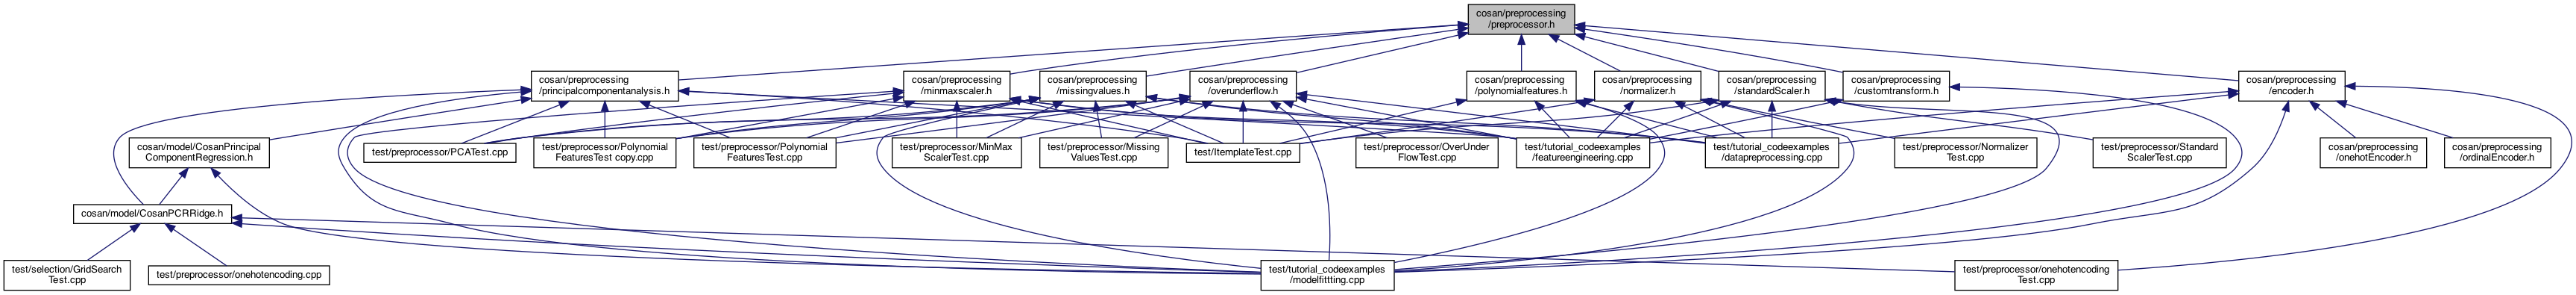 cosan/preprocessing
/preprocessor.h
cosan/preprocessing
/principalcomponentanalysis.h
cosan/preprocessing
/minmaxscaler.h
cosan/preprocessing
/missingvalues.h
cosan/preprocessing
/overunderflow.h
cosan/preprocessing
/polynomialfeatures.h
cosan/preprocessing
/normalizer.h
cosan/preprocessing
/standardScaler.h
cosan/preprocessing
/customtransform.h
cosan/preprocessing
/encoder.h
cosan/model/CosanPrincipal
ComponentRegression.h
test/preprocessor/PCATest.cpp
test/preprocessor/Polynomial
FeaturesTest copy.cpp
test/preprocessor/Polynomial
FeaturesTest.cpp
test/preprocessor/MinMax
ScalerTest.cpp
test/preprocessor/Missing
ValuesTest.cpp
test/ItemplateTest.cpp
test/preprocessor/OverUnder
FlowTest.cpp
test/tutorial_codeexamples
/featureengineering.cpp
test/tutorial_codeexamples
/datapreprocessing.cpp
test/preprocessor/Normalizer
Test.cpp
test/preprocessor/Standard
ScalerTest.cpp
cosan/preprocessing
/onehotEncoder.h
cosan/preprocessing
/ordinalEncoder.h
cosan/model/CosanPCRRidge.h
test/selection/GridSearch
Test.cpp
test/preprocessor/onehotencoding.cpp
test/tutorial_codeexamples
/modelfittting.cpp
test/preprocessor/onehotencoding
Test.cpp